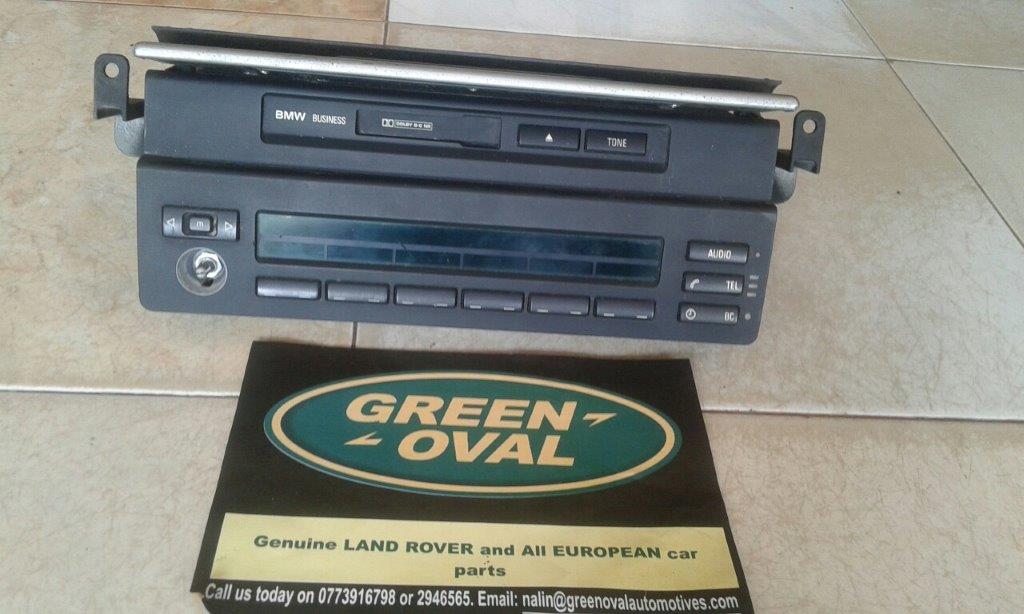 BMW BUSINESS
DOLBY B-C NR
TONE
m
AUDIO
TEL
BC
GREEN
OVAL
Genuine LAND ROVER and All EUROPEAN car
parts
Call us today on 0773916798 or 2946565. Email: nalin@greenovalautomotives.com